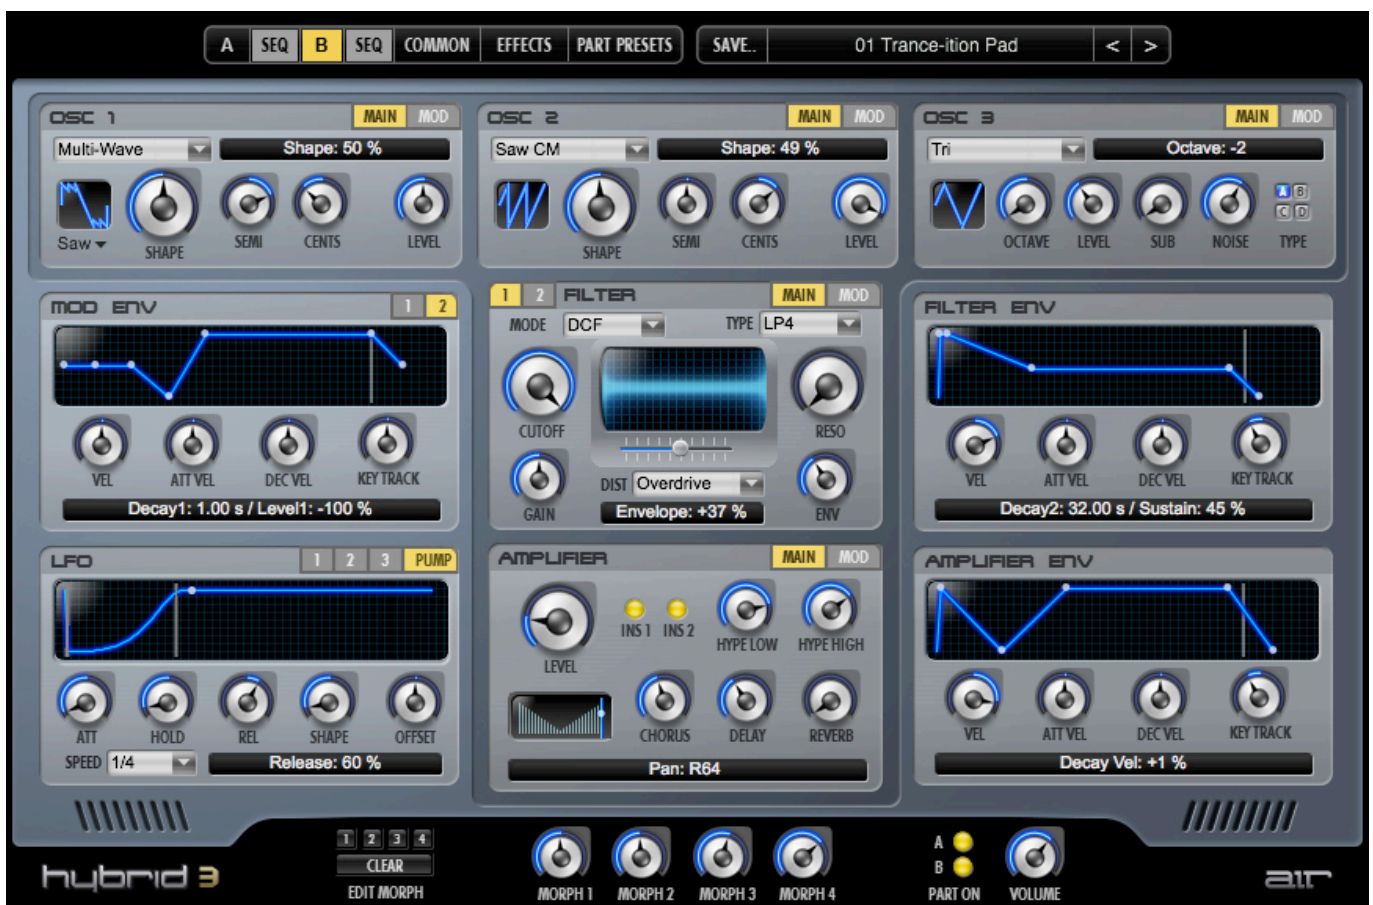 A SEQ B SEQ COMMON EFFECTS PART PRESETS SAVE.. 01 Trance-ition Pad < >
OSC 1 MAIN MOD
Multi-Wave Shape: 50 %
Saw
SHAPE SEMI CENTS LEVEL
OSC 2 MAIN MOD
Saw CM Shape: 49 %
SHAPE SEMI CENTS LEVEL
OSC 3 MAIN MOD
Tri Octave: -2
A B
C D
OCTAVE LEVEL SUB NOISE TYPE
MOD ENV 1 2
VEL ATT VEL DEC VEL KEY TRACK
Decay1: 1.00 s / Level1: -100 %
1 2 FILTER MAIN MOD
MODE DCF TYPE LP4
CUTOFF RESO
DIST Overdrive
GAIN Envelope: +37 % ENV
FILTER ENV
VEL ATT VEL DEC VEL KEY TRACK
Decay2: 32.00 s / Sustain: 45 %
LFO 1 2 3 PUMP
ATT HOLD REL SHAPE OFFSET
SPEED 1/4 Release: 60 %
AMPLIFIER MAIN MOD
INS 1 INS 2
LEVEL HYPE LOW HYPE HIGH
CHORUS DELAY REVERB
Pan: R64
AMPLIFIER ENV
VEL ATT VEL DEC VEL KEY TRACK
Decay Vel: +1 %
hybrid 3
1 2 3 4
CLEAR
EDIT MORPH
MORPH 1 MORPH 2 MORPH 3 MORPH 4
A
B
PART ON VOLUME
air